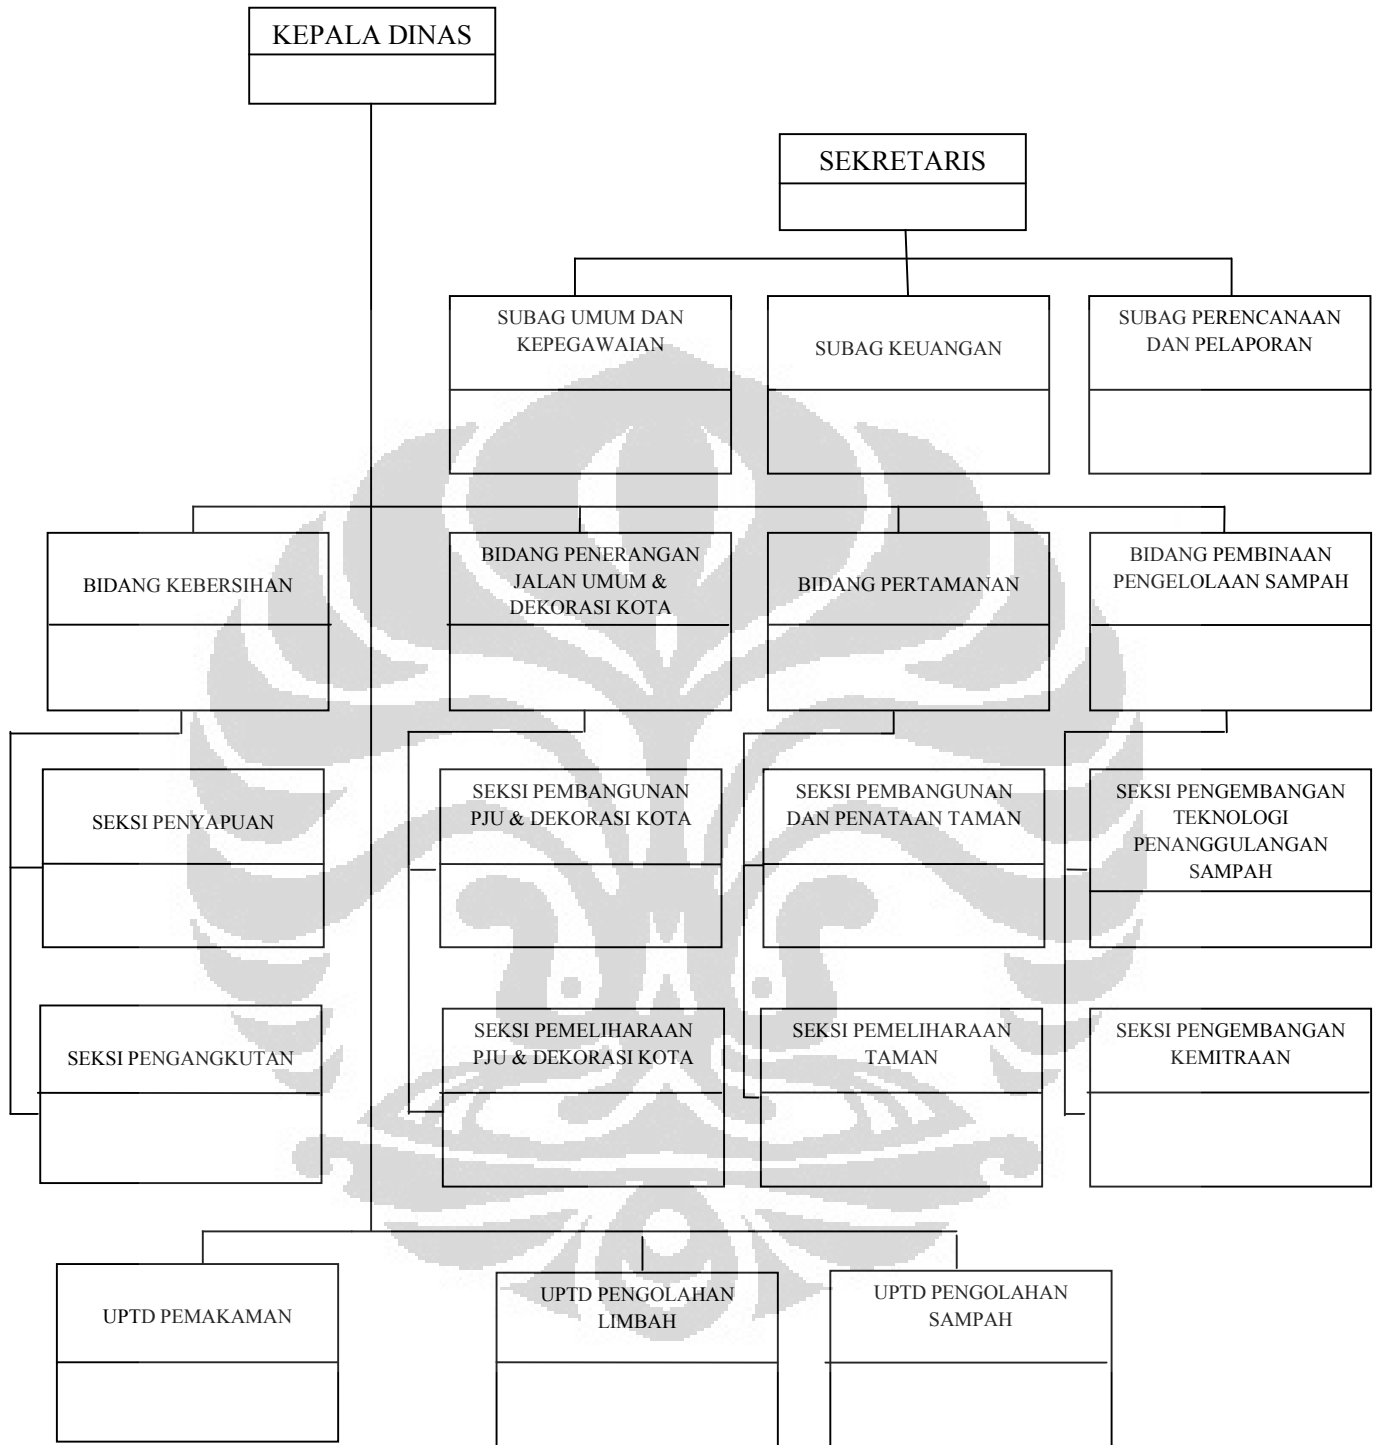 KEPALA DINAS
SEKRETARIS
SUBAG UMUM DAN
KEPEGAWAIAN
SUBAG KEUANGAN
SUBAG PERENCANAAN
DAN PELAPORAN
BIDANG KEBERSIHAN
BIDANG PENERANGAN
JALAN UMUM &
DEKORASI KOTA
BIDANG PERTAMANAN
BIDANG PEMBINAAN
PENGELOLAAN SAMPAH
SEKSI PENYAPUAN
SEKSI PEMBANGUNAN
PJU & DEKORASI KOTA
SEKSI PEMBANGUNAN
DAN PENATAAN TAMAN
SEKSI PENGEMBANGAN
TEKNOLOGI
PENANGGULANGAN
SAMPAH
SEKSI PENGANGKUTAN
SEKSI PEMELIHARAAN
PJU & DEKORASI KOTA
SEKSI PEMELIHARAAN
TAMAN
SEKSI PENGEMBANGAN
KEMITRAAN
UPTD PEMAKAMAN
UPTD PENGOLAHAN
LIMBAH
UPTD PENGOLAHAN
SAMPAH